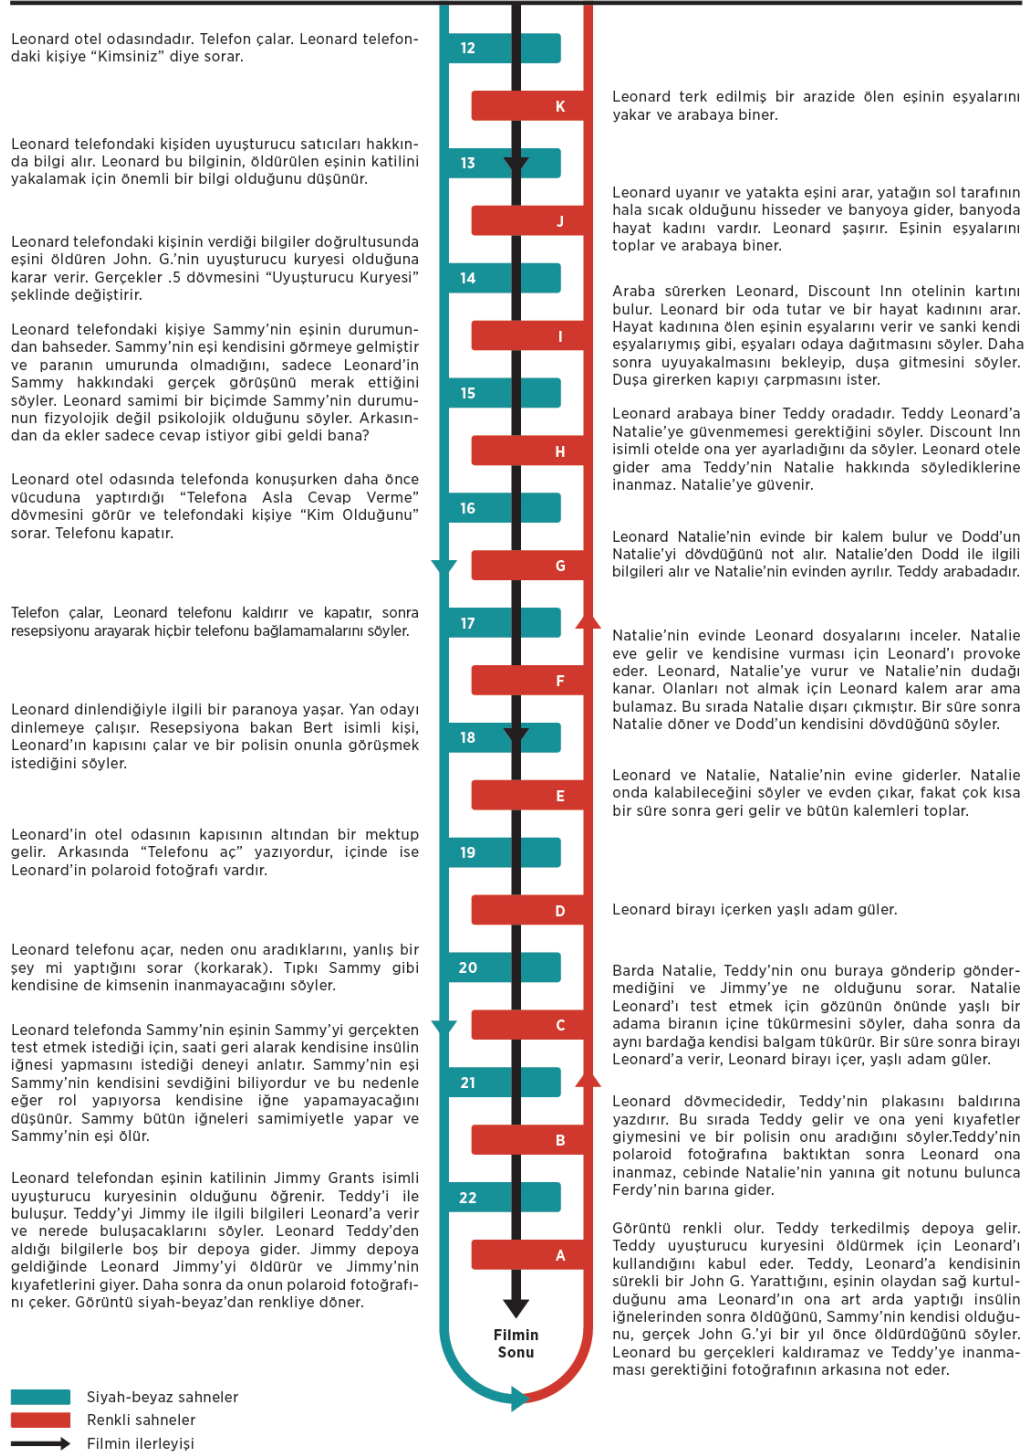 Leonard otel odasındadır. Telefon çalar. Leonard telefon-
daki kişiye “Kimsiniz” diye sorar.
12
K
Leonard terk edilmiş bir arazide ölen eşinin eşyalarını
yakar ve arabaya biner.
Leonard telefondaki kişiden uyuşturucu satıcıları hakkın-
da bilgi alır. Leonard bu bilginin, öldürülen eşinin katilini
yakalamak için önemli bir bilgi olduğunu düşünür.
13
J
Leonard uyanır ve yatakta eşini arar, yatağın sol tarafının
hala sıcak olduğunu hisseder ve banyoya gider, banyoda
hayat kadını vardır. Leonard şaşırır. Eşinin eşyalarını
toplar ve arabaya biner.
Leonard telefondaki kişinin verdiği bilgiler doğrultusunda
eşini öldüren John. G.’nin uyuşturucu kuryesi olduğuna
karar verir. Gerçekler .5 dövmesini “Uyuşturucu Kuryesi”
şeklinde değiştirir.
14
I
Araba sürerken Leonard, Discount Inn otelinin kartını
bulur. Leonard bir oda tutar ve bir hayat kadınını arar.
Hayat kadınına ölen eşinin eşyalarını verir ve sanki kendi
eşyalarıymış gibi, eşyaları odaya dağıtmasını söyler. Daha
sonra uyuyakalmasını bekleyip, duşa gitmesini söyler.
Duşa girerken kapıyı çarpmasını ister.
Leonard telefondaki kişiye Sammy’nin eşinin durumun-
dan bahseder. Sammy’nin eşi kendisini görmeye gelmiştir
ve paranın umurunda olmadığını, sadece Leonard’in
Sammy hakkındaki gerçek görüşünü merak ettiğini
söyler. Leonard samimi bir biçimde Sammy’nin durumu-
nun fizyolojik değil psikolojik olduğunu söyler. Arkasın-
dan da ekler sadece cevap istiyor gibi geldi bana?
15
H
Leonard arabaya biner Teddy oradadır. Teddy Leonard’a
Natalie’ye güvenmemesi gerektiğini söyler. Discount Inn
isimli otelde ona yer ayarladığını da söyler. Leonard otele
gider ama Teddy’nin Natalie hakkında söylediklerine
inanmaz. Natalie’ye güvenir.
Leonard otel odasında telefonda konuşurken daha önce
vücuduna yaptırdığı “Telefona Asla Cevap Verme”
dövmesini görür ve telefondaki kişiye “Kim Olduğunu”
sorar. Telefonu kapatır.
16
G
Leonard Natalie’nin evinde bir kalem bulur ve Dodd’un
Natalie’yi dövdüğünü not alır. Natalie’den Dodd ile ilgili
bilgileri alır ve Natalie’nin evinden ayrılır. Teddy arabadadır.
Telefon çalar, Leonard telefonu kaldırır ve kapatır, sonra
resepsiyonu arayarak hiçbir telefonu bağlamamalarını söyler.
17
F
Natalie’nin evinde Leonard dosyalarını inceler. Natalie
eve gelir ve kendisine vurması için Leonard’ı provoke
eder. Leonard, Natalie’ye vurur ve Natalie’nin dudağı
kanar. Olanları not almak için Leonard kalem arar ama
bulamaz. Bu sırada Natalie dışarı çıkmıştır. Bir süre sonra
Natalie döner ve Dodd’un kendisini dövdüğünü söyler.
Leonard dinlendiğiyle ilgili bir paranoya yaşar. Yan odayı
dinlemeye çalışır. Resepsiyona bakan Bert isimli kişi,
Leonard’ın kapısını çalar ve bir polisin onunla görüşmek
istediğini söyler.
18
E
Leonard ve Natalie, Natalie’nin evine giderler. Natalie
onda kalabileceğini söyler ve evden çıkar, fakat çok kısa
bir süre sonra geri gelir ve bütün kalemleri toplar.
Leonard’in otel odasının kapısının altından bir mektup
gelir. Arkasında “Telefonu aç” yazıyordur, içinde ise
Leonard’in polaroid fotoğrafı vardır.
19
D
Leonard birayı içerken yaşlı adam güler.
Leonard telefonu açar, neden onu aradıklarını, yanlış bir
şey mi yaptığını sorar (korkarak). Tıpkı Sammy gibi
kendisine de kimsenin inanmayacağını söyler.
20
C
Barda Natalie, Teddy’nin onu buraya gönderip gönder-
mediğini ve Jimmy’ye ne olduğunu sorar. Natalie
Leonard’ı test etmek için gözünün önünde yaşlı bir
adama biranın içine tükürmesini söyler, daha sonra da
aynı bardağa kendisi balgam tükürür. Bir süre sonra birayı
Leonard’a verir, Leonard birayı içer, yaşlı adam güler.
Leonard telefonda Sammy’nin eşinin Sammy’yi gerçekten
test etmek istediği için, saati geri alarak kendisine insülin
iğnesi yapmasını istediği deneyi anlatır. Sammy’nin eşi
Sammy’nin kendisini sevdiğini biliyordur ve bu nedenle
eğer rol yapıyorsa kendisine iğne yapamayacağını
düşünür. Sammy bütün iğneleri samimiyetle yapar ve
Sammy’nin eşi ölür.
21
B
Leonard dövmecidedir, Teddy’nin plakasını baldırına
yazdırır. Bu sırada Teddy gelir ve ona yeni kıyafetler
giymesini ve bir polisin onu aradığını söyler.Teddy’nin
polaroid fotoğrafına baktıktan sonra Leonard ona
inanmaz, cebinde Natalie’nin yanına git notunu bulunca
Ferdy’nin barına gider.
Leonard telefondan eşinin katilinin Jimmy Grants isimli
uyuşturucu kuryesinin olduğunu öğrenir. Teddy’i ile
buluşur. Teddy’yi Jimmy ile ilgili bilgileri Leonard’a verir
ve nerede buluşacaklarını söyler. Leonard Teddy’den
aldığı bilgilerle boş bir depoya gider. Jimmy depoya
geldiğinde Leonard Jimmy’yi öldürür ve Jimmy’nin
kıyafetlerini giyer. Daha sonra da onun polaroid fotoğrafı-
nı çeker. Görüntü siyah-beyaz’dan renkliye döner.
22
A
Görüntü renkli olur. Teddy terkedilmiş depoya gelir.
Teddy uyuşturucu kuryesini öldürmek için Leonard’ı
kullandığını kabul eder. Teddy, Leonard’a kendisinin
sürekli bir John G. Yarattığını, eşinin olaydan sağ kurtul-
duğunu ama Leonard’ın ona art arda yaptığı insülin
iğnelerinden sonra öldüğünü, Sammy’nin kendisi olduğu-
nu, gerçek John G.’yi bir yıl önce öldürdüğünü söyler.
Leonard bu gerçekleri kaldıramaz ve Teddy’ye inanma-
ması gerektiğini fotoğrafının arkasına not eder.
Filmin
Sonu
Siyah-beyaz sahneler
Renkli sahneler
Filmin ilerleyişi